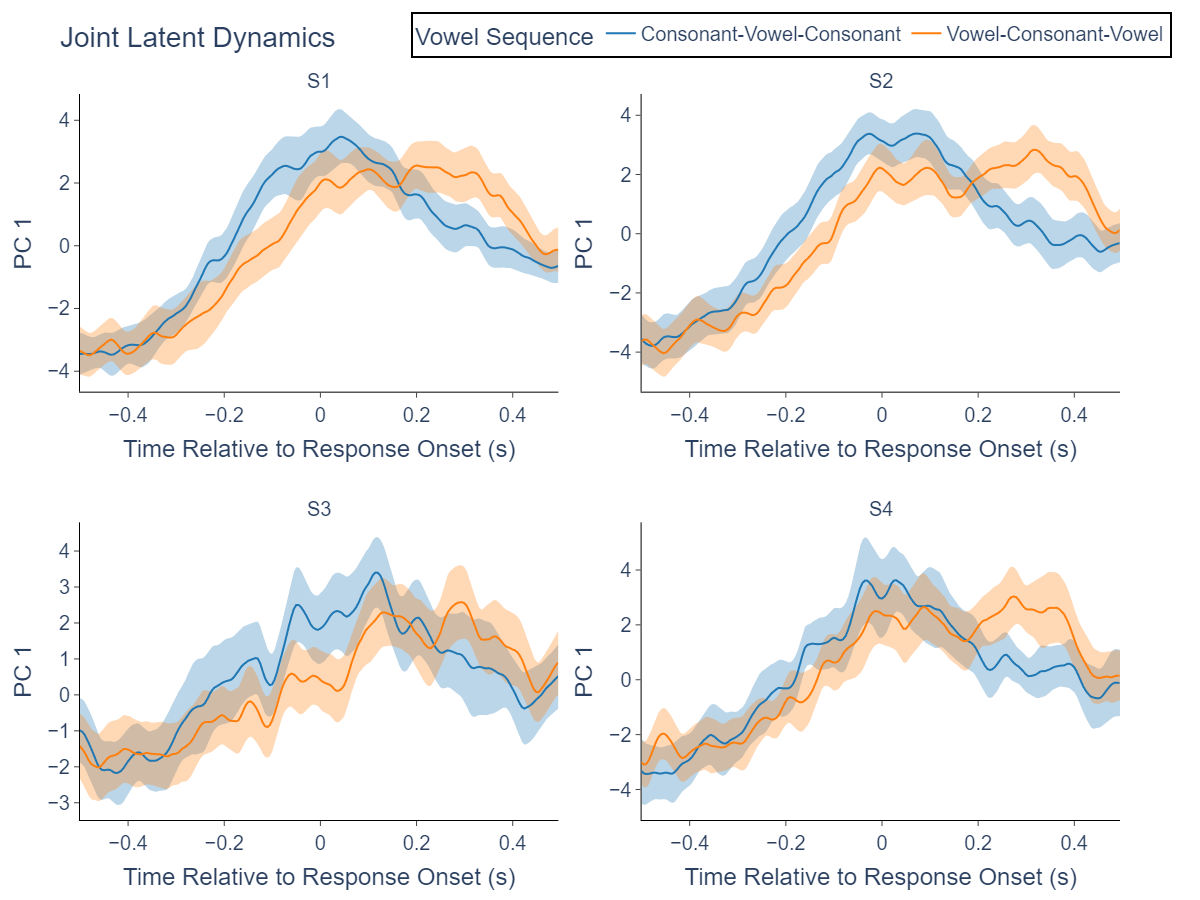 Joint Latent Dynamics
Vowel Sequence Consonant-Vowel-Consonant Vowel-Consonant-Vowel
S1
4
2
0
−2
−4
PC 1
−0.4 −0.2 0 0.2 0.4
Time Relative to Response Onset (s)
S2
4
2
0
−2
−4
PC 1
−0.4 −0.2 0 0.2 0.4
Time Relative to Response Onset (s)
S3
4
3
2
1
0
−1
−2
−3
PC 1
−0.4 −0.2 0 0.2 0.4
Time Relative to Response Onset (s)
S4
4
2
0
−2
−4
PC 1
−0.4 −0.2 0 0.2 0.4
Time Relative to Response Onset (s)